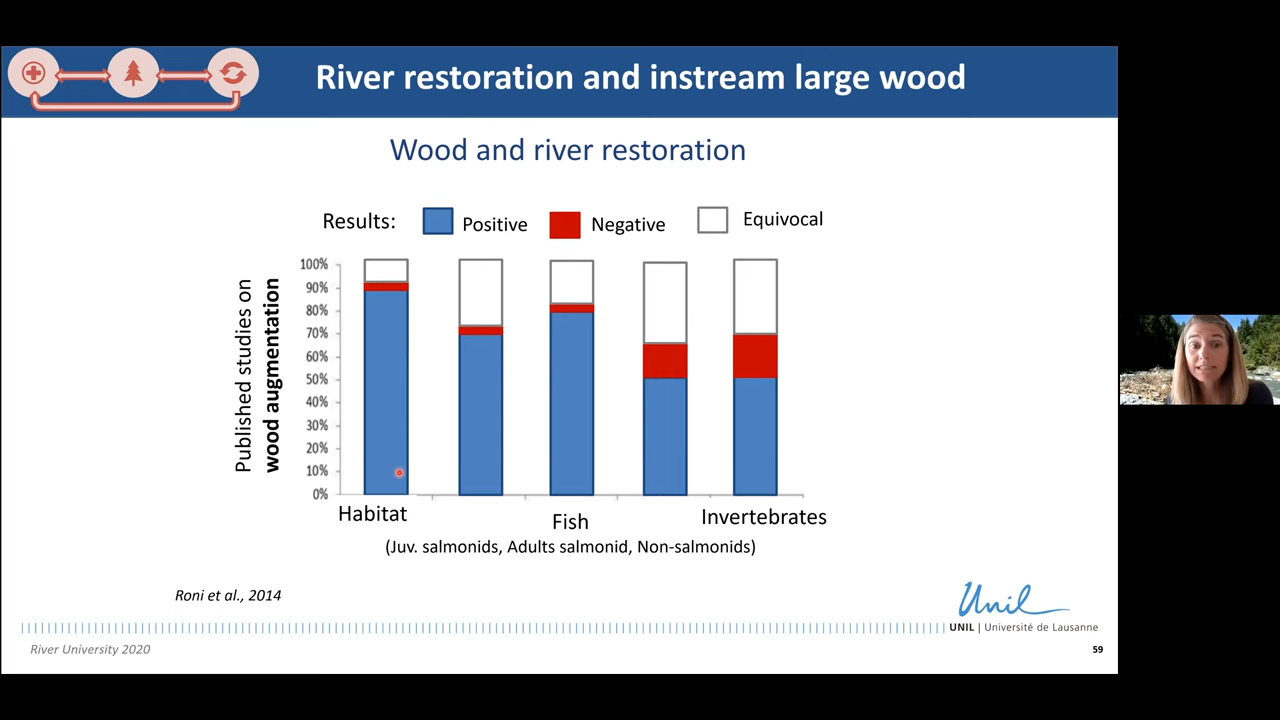 River restoration and instream large wood
Wood and river restoration
Results: Positive Negative Equivocal
Published studies on
wood augmentation
100%
90%
80%
70%
60%
50%
40%
30%
20%
10%
0%
Habitat Fish Invertebrates
(Juv. salmonids, Adults salmonid, Non-salmonids)
Roni et al., 2014
Unil
UNIL | Université de Lausanne
River University 2020
59